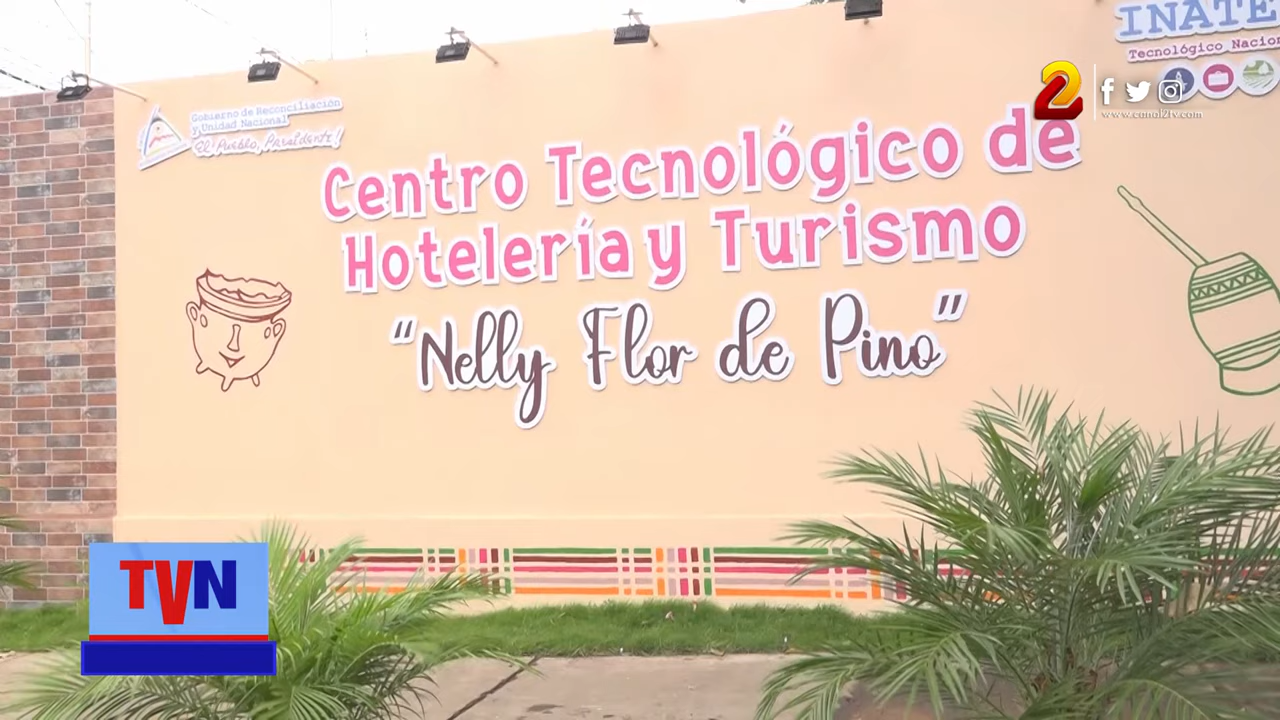 INATE
Tecnológico Nacion
2
www.canal2tv.com
Gobierno de Reconciliación
y Unidad Nacional
El Pueblo, Presidente!
Centro Tecnológico de
Hotelería y Turismo
"Nelly Flor de Pino"
TVN